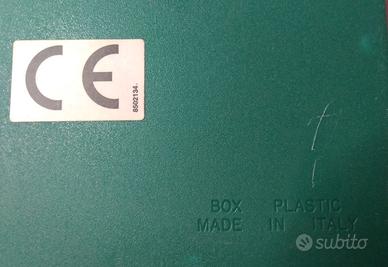 CE
8502134.
BOX PLASTIC
MADE IN ITALY
subito